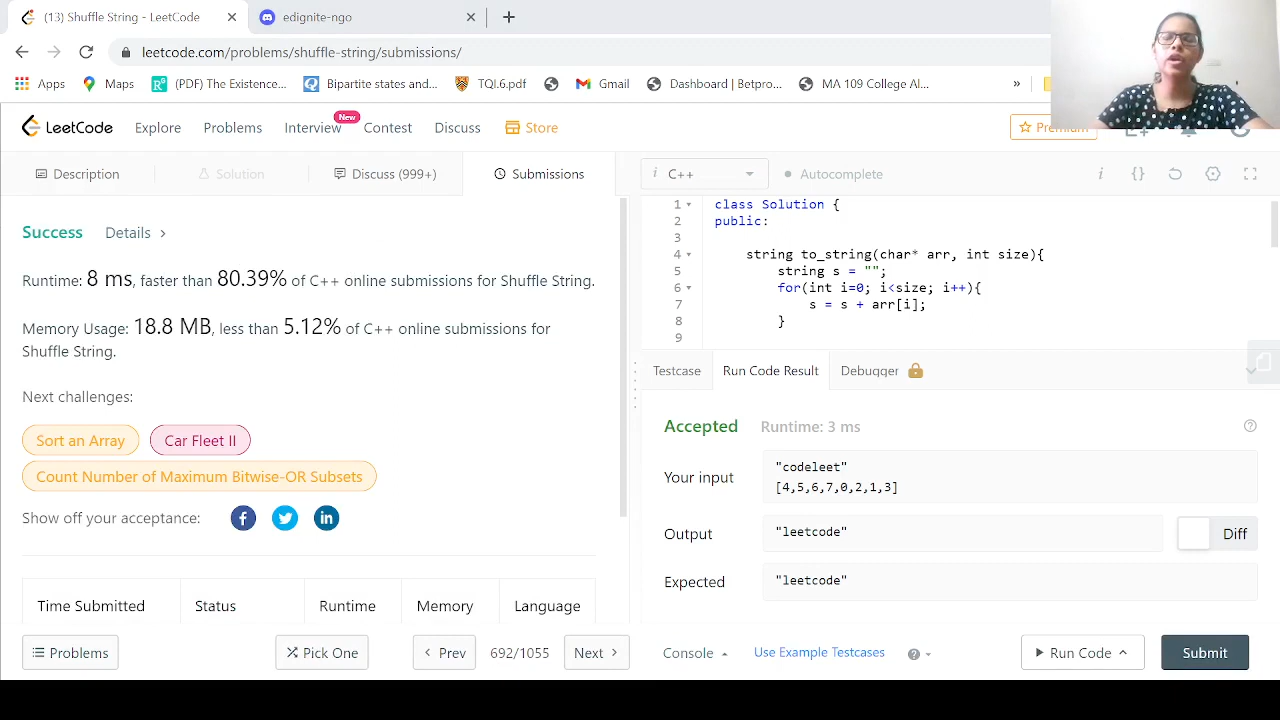 (13) Shuffle String - LeetCode
edignite-ngo
leetcode.com/problems/shuffle-string/submissions/
Apps
Maps
(PDF) The Existence...
Bipartite states and...
TQI.6.pdf
Gmail
Dashboard | Betpro...
MA 109 College Al...
»
LeetCode
Explore
Problems
Interview
New
Contest
Discuss
Store
Premium
Description
Solution
Discuss (999+)
Submissions
i C++
Autocomplete
i {}
Success
Details >
Runtime: 8 ms, faster than 80.39% of C++ online submissions for Shuffle String.
Memory Usage: 18.8 MB, less than 5.12% of C++ online submissions for
Shuffle String.
Next challenges:
Sort an Array
Car Fleet II
Count Number of Maximum Bitwise-OR Subsets
Show off your acceptance:
Time Submitted
Status
Runtime
Memory
Language
1 class Solution {
2 public:
3
4 string to_string(char* arr, int size){
5 string s = "";
6 for(int i=0; i<size; i++){
7 s = s + arr[i];
8 }
9
Testcase
Run Code Result
Debugger
Accepted
Runtime: 3 ms
Your input
"codeleet"
[4,5,6,7,0,2,1,3]
Output
"leetcode"
Diff
Expected
"leetcode"
Problems
Pick One
Prev
692/1055
Next
Console
Use Example Testcases
Run Code
Submit